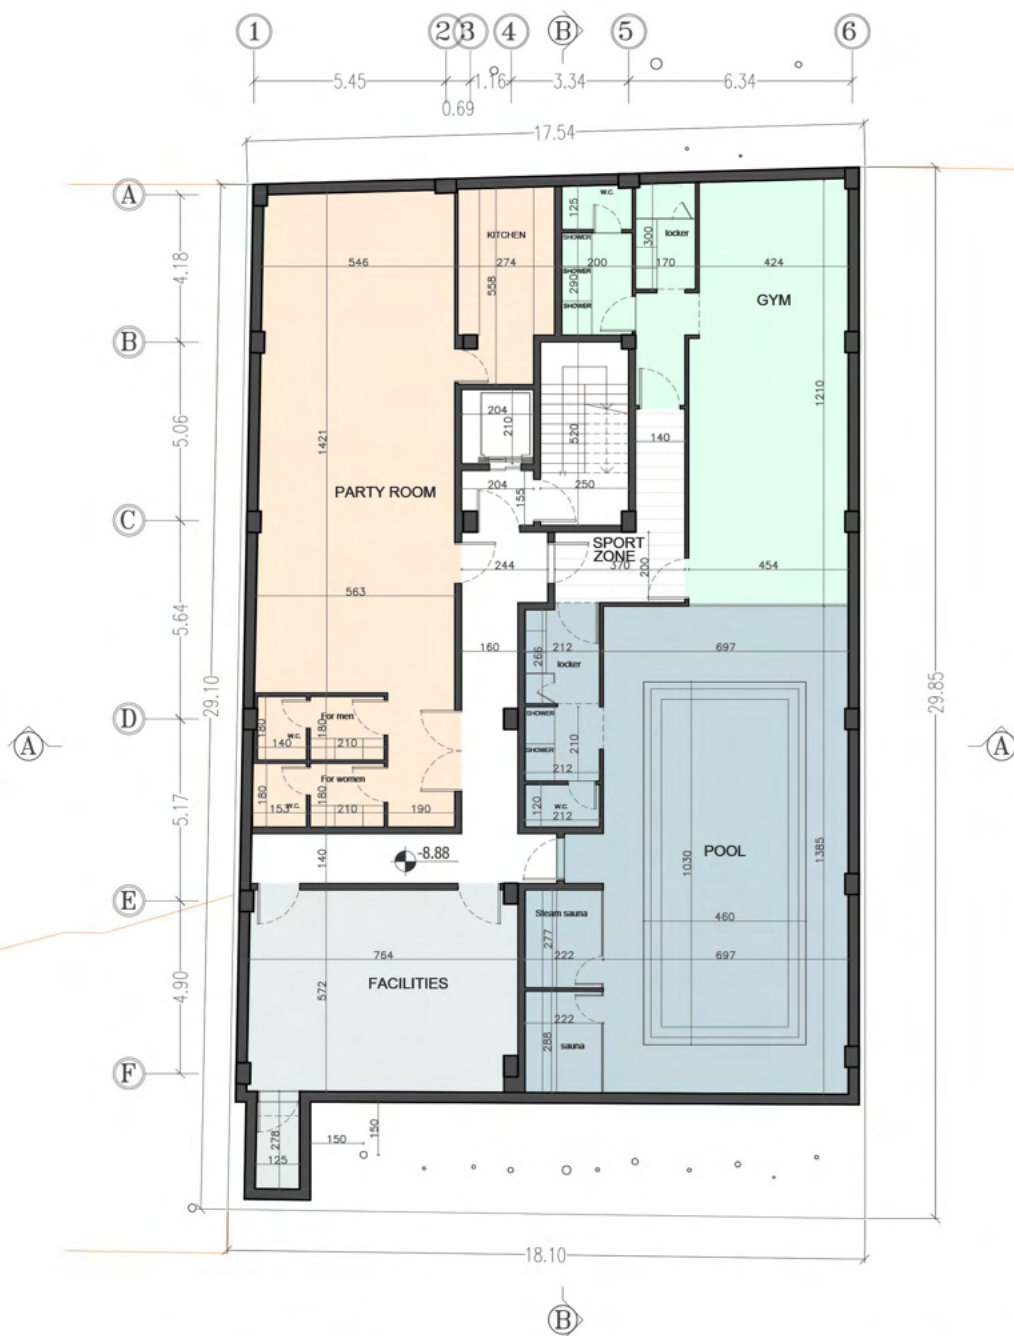 1 2 3 4 B 5 6
5.45 1.16 3.34 6.34
0.69
17.54
A
W.C.
125
KITCHEN
SHOWER
locker
300
4.18
546 274 200 170 424
SHOWER
290
558
GYM
SHOWER
B
1210
204
210
5.06
1421
520
140
PARTY ROOM
204 155 250
C
SPORT
ZONE
244 370 200 454
563
5.64
160 266 212 697
locker
29.10
29.85
D
180 W.C. 140
For men
180 210
SHOWER
210
SHOWER
212
A A
For women
180 W.C. 153
180 210 190
120 W.C. 212
5.17
-8.88
140
POOL
1030 1385
E
Steam sauna
460
277
222
764 697
FACILITIES
572
4.90
222
288
sauna
F
278
125
150
150
18.10
B